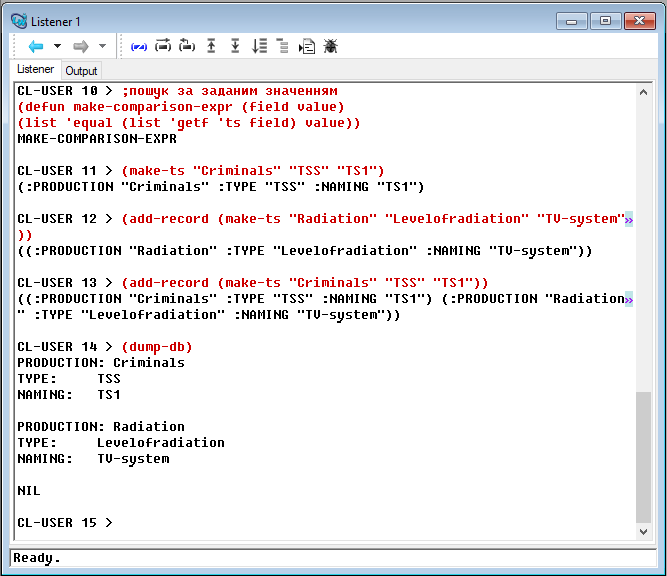 Listener 1
Listener
Output
CL-USER 10 > ;пошук за заданим значенням
(defun make-comparison-expr (field value)
(list 'equal (list 'getf 'ts field) value))
MAKE-COMPARISON-EXPR
CL-USER 11 > (make-ts "Criminals" "TSS" "TS1")
(:PRODUCTION "Criminals" :TYPE "TSS" :NAMING "TS1")
CL-USER 12 > (add-record (make-ts "Radiation" "Levelofradiation" "TV-system"»
))
((:PRODUCTION "Radiation" :TYPE "Levelofradiation" :NAMING "TV-system"))
CL-USER 13 > (add-record (make-ts "Criminals" "TSS" "TS1"))
((:PRODUCTION "Criminals" :TYPE "TSS" :NAMING "TS1") (:PRODUCTION "Radiation»
" :TYPE "Levelofradiation" :NAMING "TV-system"))
CL-USER 14 > (dump-db)
PRODUCTION: Criminals
TYPE:     TSS
NAMING:   TS1
PRODUCTION: Radiation
TYPE:     Levelofradiation
NAMING:   TV-system
NIL
CL-USER 15 >
Ready.